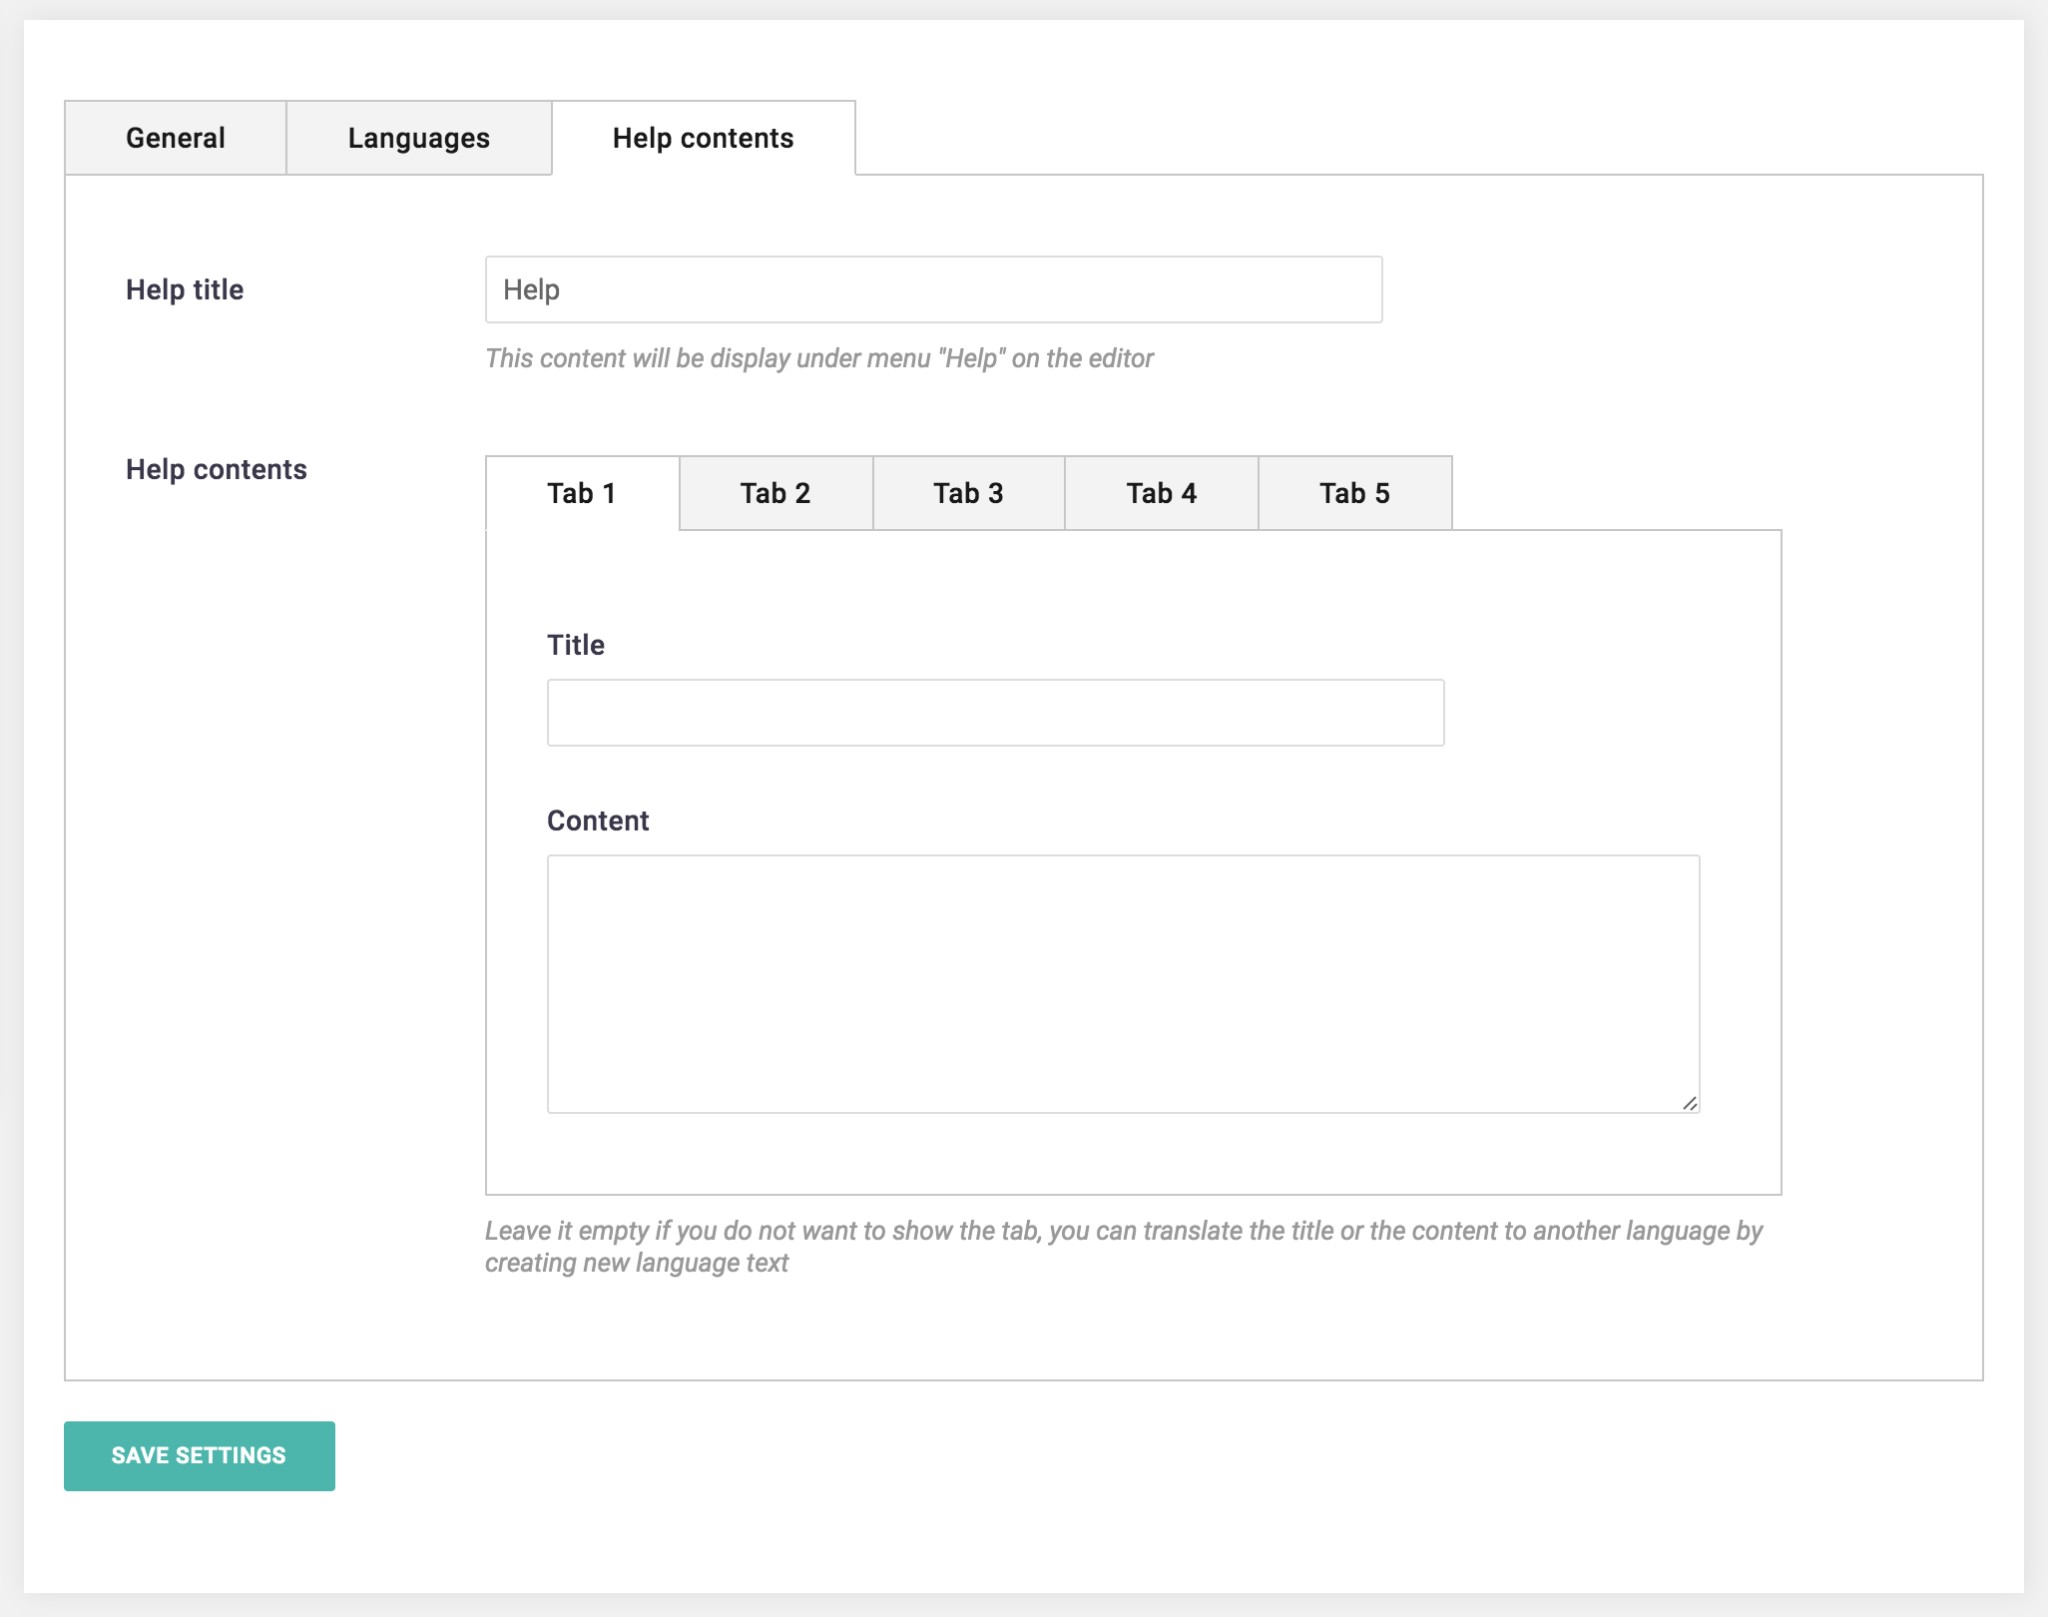 General
Languages
Help contents
Help title
Help
This content will be display under menu "Help" on the editor
Help contents
Tab 1
Tab 2
Tab 3
Tab 4
Tab 5
Title
Content
Leave it empty if you do not want to show the tab, you can translate the title or the content to another language by
creating new language text
SAVE SETTINGS